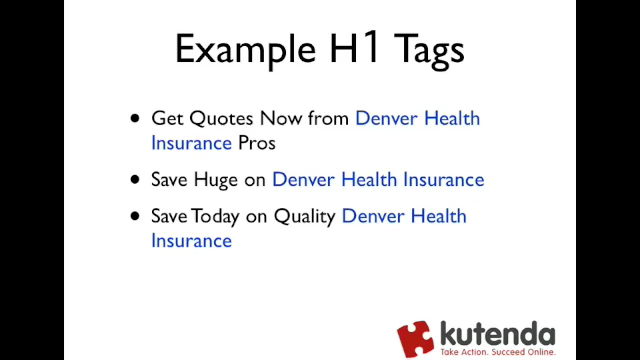 Example H1 Tags
• Get Quotes Now from Denver Health
Insurance Pros
• Save Huge on Denver Health Insurance
• Save Today on Quality Denver Health
Insurance
kutenda
Take Action. Succeed Online.